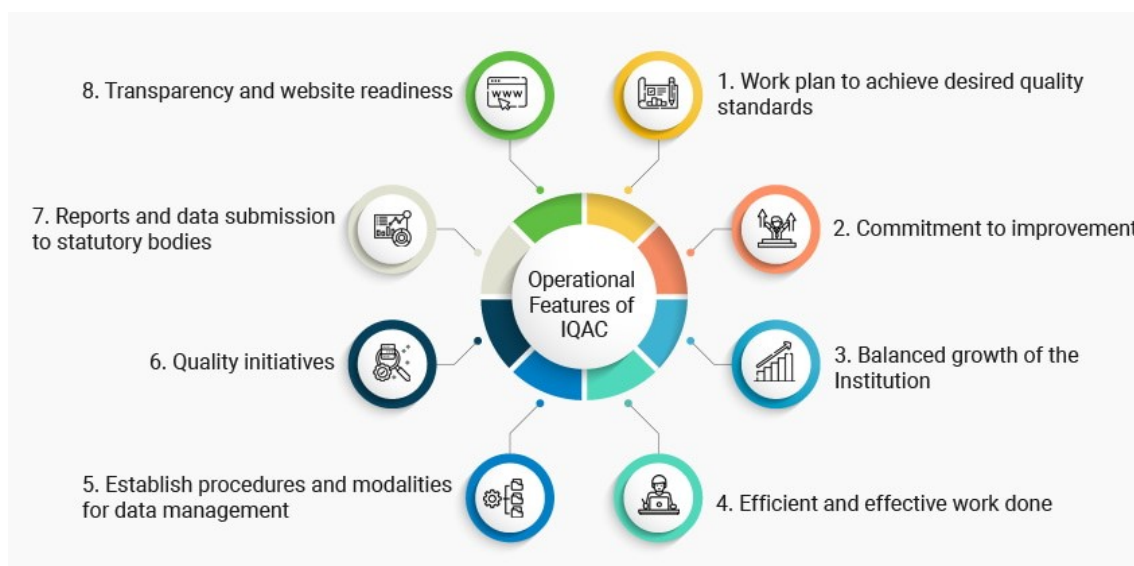 8. Transparency and website readiness
WWW
1. Work plan to achieve desired quality
standards
7. Reports and data submission
to statutory bodies
2. Commitment to improvement
Operational
Features of
IQAC
6. Quality initiatives
3. Balanced growth of the
Institution
5. Establish procedures and modalities
for data management
4. Efficient and effective work done